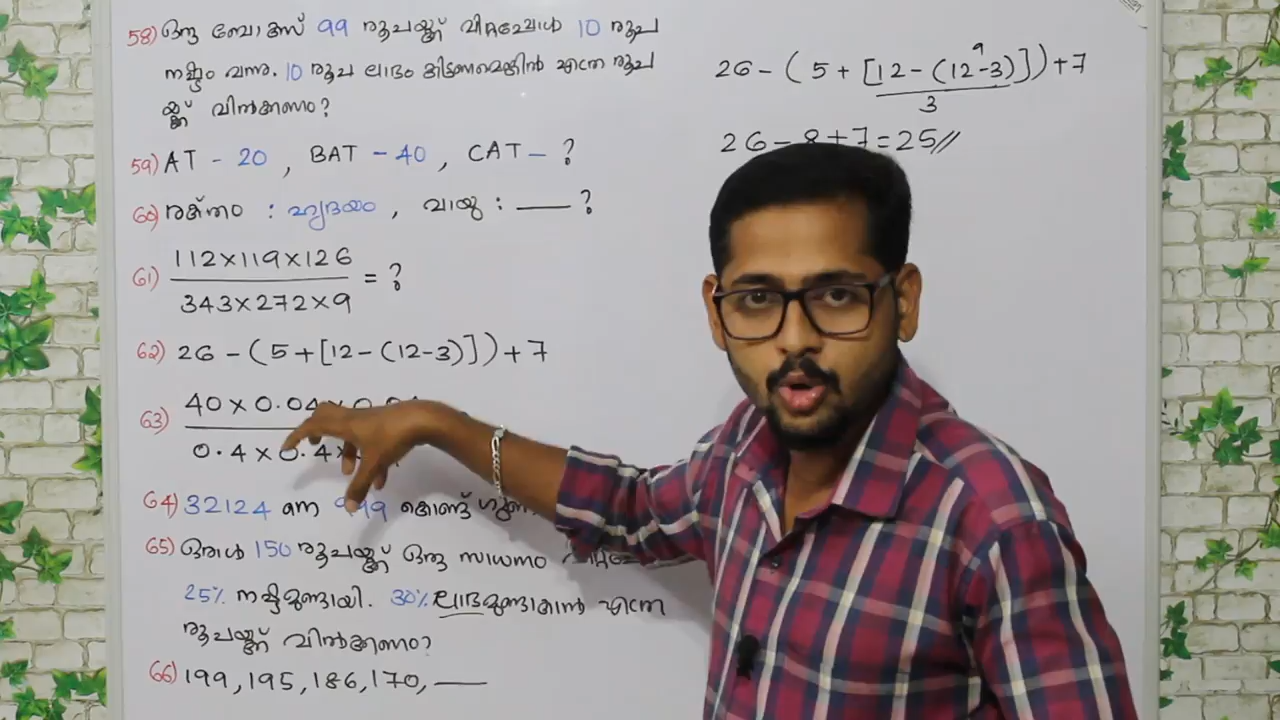 58) ഒരു ബോക്സ് 99 രൂപയ്ക്ക് വിറ്റപ്പോൾ 10 രൂപ
നഷ്ടം വന്നു. 10 രൂപ ലാഭം കിട്ടണമെങ്കിൽ എത്ര രൂപ
യ്ക്ക് വിൽക്കണം?
59) AT - 20 , BAT - 40 , CAT - ?
60) രക്തം : ഹൃദയം , വായു : ____ ?
61) 112×119×126
343×272×9
= ?
62) 26 - (5+[12-(12-3)])+7
63) 40 × 0.04
0.4 × 0.4 ×
64) 32124 നെ 999 കൊണ്ട്
65) ഒരാൾ 150 രൂപയ്ക്ക് ഒരു സാധനം
25% നഷ്ടമുണ്ടായി. 30% ലാഭമുണ്ടാകാൻ എത്ര
രൂപയ്ക്ക് വിൽക്കണം?
66) 199, 195, 186, 170, ____
9
26 - ( 5 + [12-(12-3)])+7
3
26 - 8+7=25//